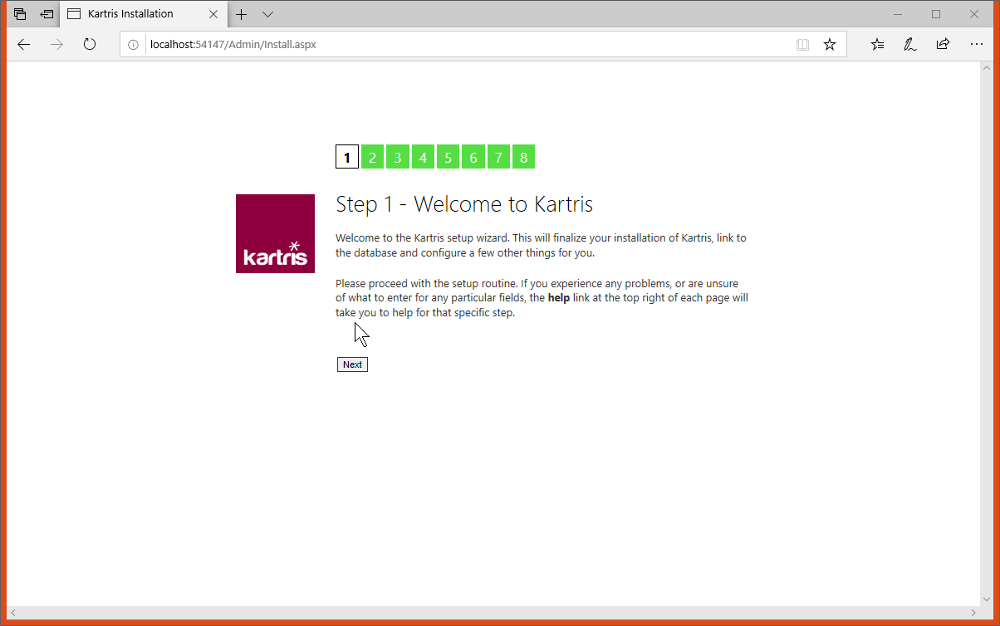 Kartris Installation
localhost:54147/Admin/Install.aspx
1 2 3 4 5 6 7 8
kartris
Step 1 - Welcome to Kartris
Welcome to the Kartris setup wizard. This will finalize your installation of Kartris, link to
the database and configure a few other things for you.
Please proceed with the setup routine. If you experience any problems, or are unsure
of what to enter for any particular fields, the help link at the top right of each page will
take you to help for that specific step.
Next